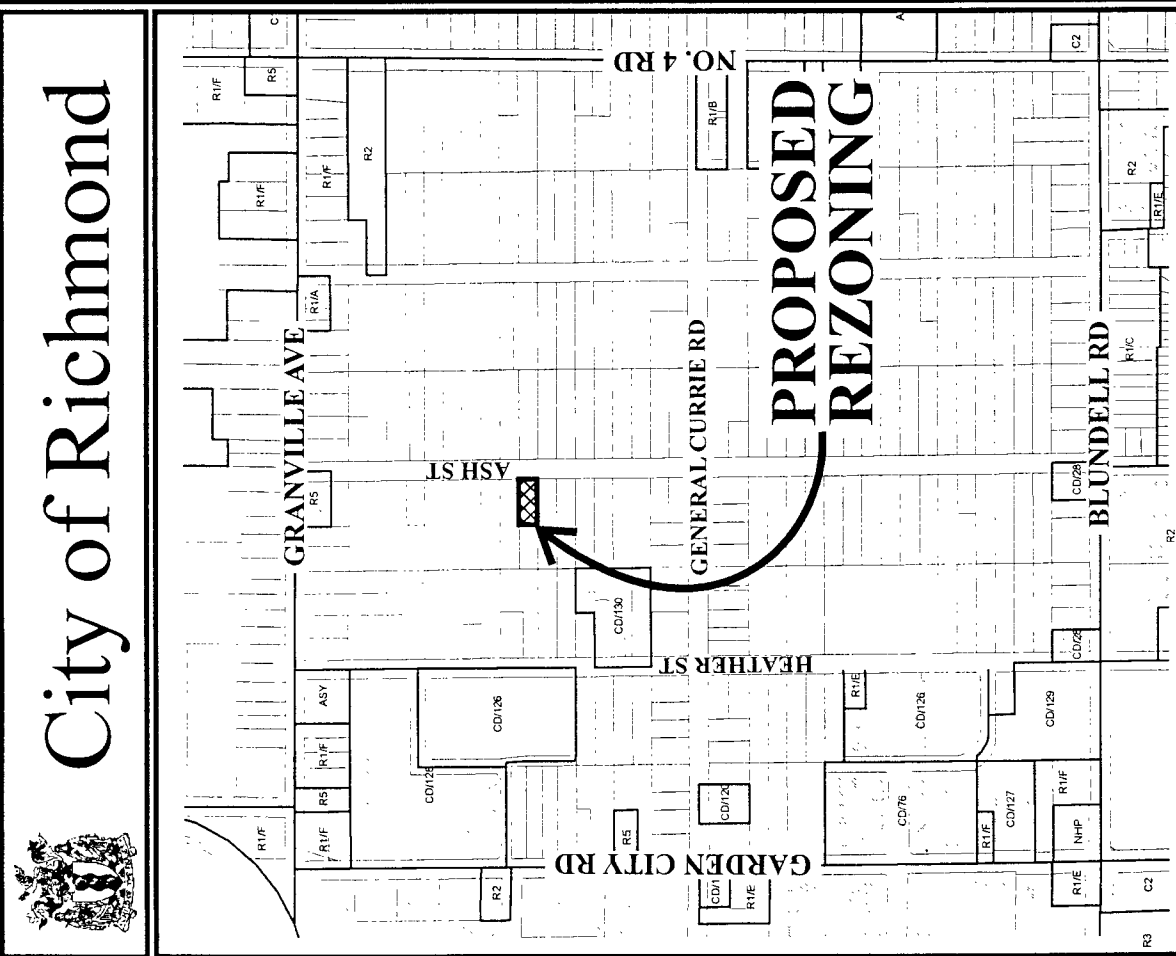 City of Richmond
R1/F
R1/F
R1/F
R5
GRANVILLE AVE
R1/F
R5
R1/F
ASY
R5
R1/A
R1/F
R2
CD/128
R2
CD/126
ASH ST
R5
CD/130
NO. 4 RD
HEATHER ST
GENERAL CURRIE RD
R1/E
CD/120
R1/B
GARDEN CITY RD
PROPOSED
REZONING
R1/E
CD/76
CD/126
R1/F
CD/127
CD/129
R1/E
NHP
R1/F
CD/28
CD/28
C2
BLUNDELL RD
C2
R1/C
R2
R3
R1/E
R2